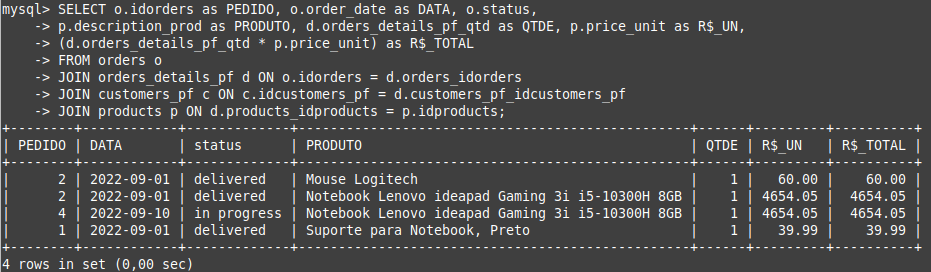 mysql> SELECT o.idorders as PEDIDO, o.order_date as DATA, o.status,
    -> p.description_prod as PRODUTO, d.orders_details_pf_qtd as QTDE, p.price_unit as R$_UN,
    -> (d.orders_details_pf_qtd * p.price_unit) as R$_TOTAL
    -> FROM orders o
    -> JOIN orders_details_pf d ON o.idorders = d.orders_idorders
    -> JOIN customers_pf c ON c.idcustomers_pf = d.customers_pf_idcustomers_pf
    -> JOIN products p ON d.products_idproducts = p.idproducts;
+--------+------------+-------------+-----------------------------------------------+------+---------+----------+
| PEDIDO | DATA       | status      | PRODUTO                                       | QTDE | R$_UN   | R$_TOTAL |
+--------+------------+-------------+-----------------------------------------------+------+---------+----------+
|      2 | 2022-09-01 | delivered   | Mouse Logitech                                |    1 |   60.00 |    60.00 |
|      2 | 2022-09-01 | delivered   | Notebook Lenovo ideapad Gaming 3i i5-10300H 8GB |    1 | 4654.05 |  4654.05 |
|      4 | 2022-09-10 | in progress | Notebook Lenovo ideapad Gaming 3i i5-10300H 8GB |    1 | 4654.05 |  4654.05 |
|      1 | 2022-09-01 | delivered   | Suporte para Notebook, Preto                  |    1 |   39.99 |    39.99 |
+--------+------------+-------------+-----------------------------------------------+------+---------+----------+
4 rows in set (0,00 sec)